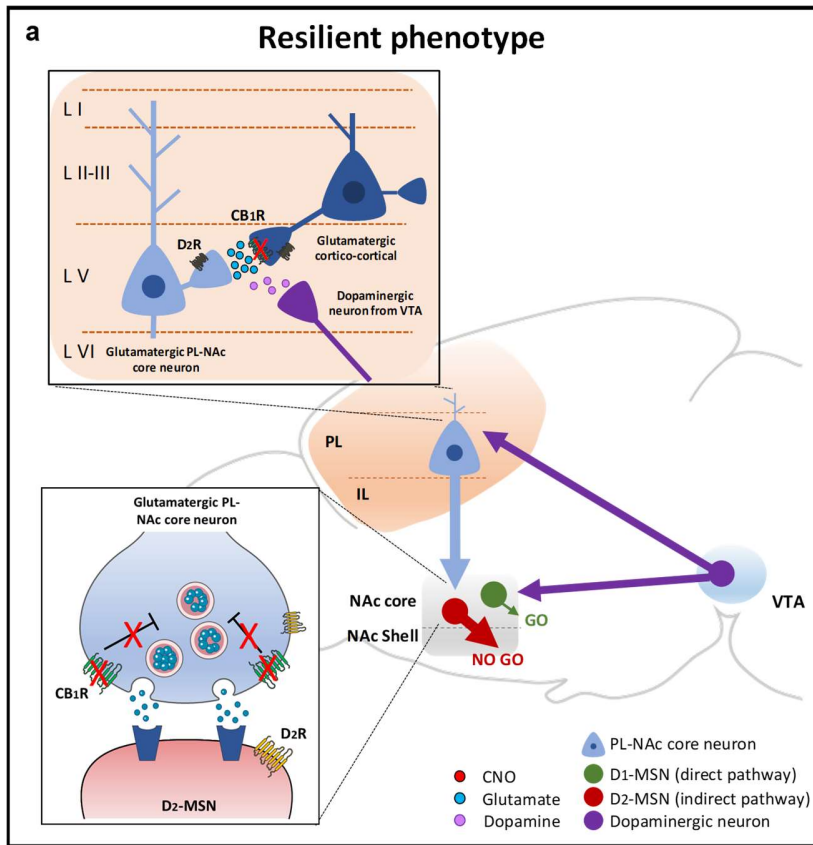 a
Resilient phenotype
L I
L II-III
CB1R
D2R
Glutamatergic
cortico-cortical
L V
Dopaminergic
neuron from VTA
L VI
Glutamatergic PL-NAc
core neuron
PL
IL
Glutamatergic PL-
NAc core neuron
NAc core
GO
VTA
NAc Shell
NO GO
CB1R
D2R
D2-MSN
PL-NAc core neuron
CNO
D1-MSN (direct pathway)
Glutamate
D2-MSN (indirect pathway)
Dopamine
Dopaminergic neuron